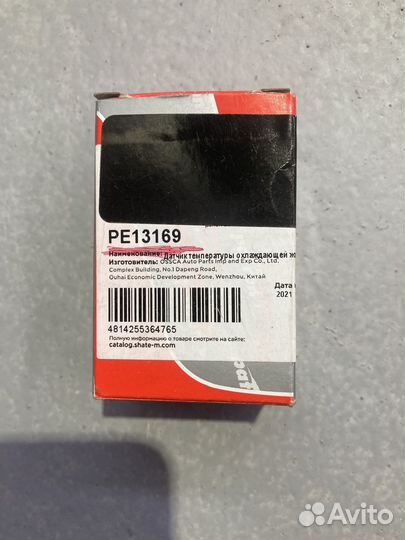 PE13169
Наименование: Датчик температуры охлаждающей
Изготовитель: OSSCA Auto Parts Imp and Exp Co., Ltd.
Complex Building, No.1 Dapeng Road,
Ouhai Economic Development Zone, Wenzhou, Китай
Дата
2021
4814255364765
Полную информацию о товаре смотрите на сайте:
catalog.shate-m.com
Avito